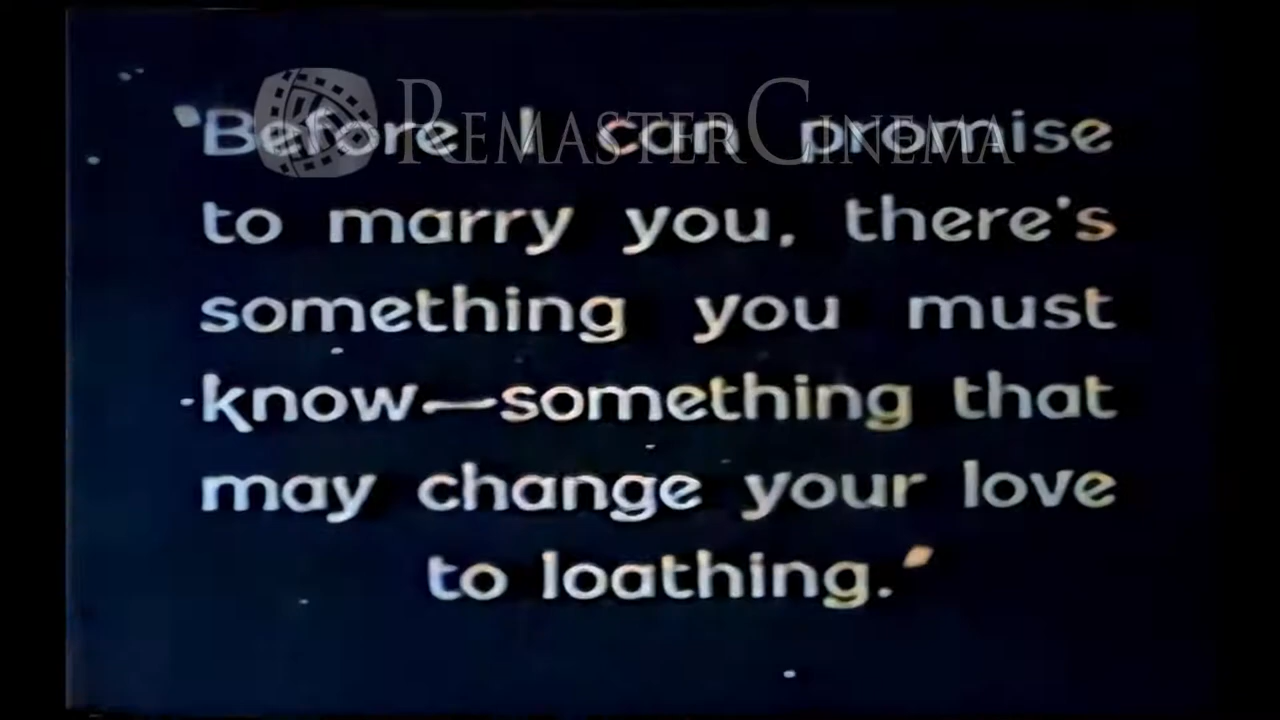 REMASTERCINEMA
"Before I can promise
to marry you, there's
something you must
know—something that
may change your love
to loathing."